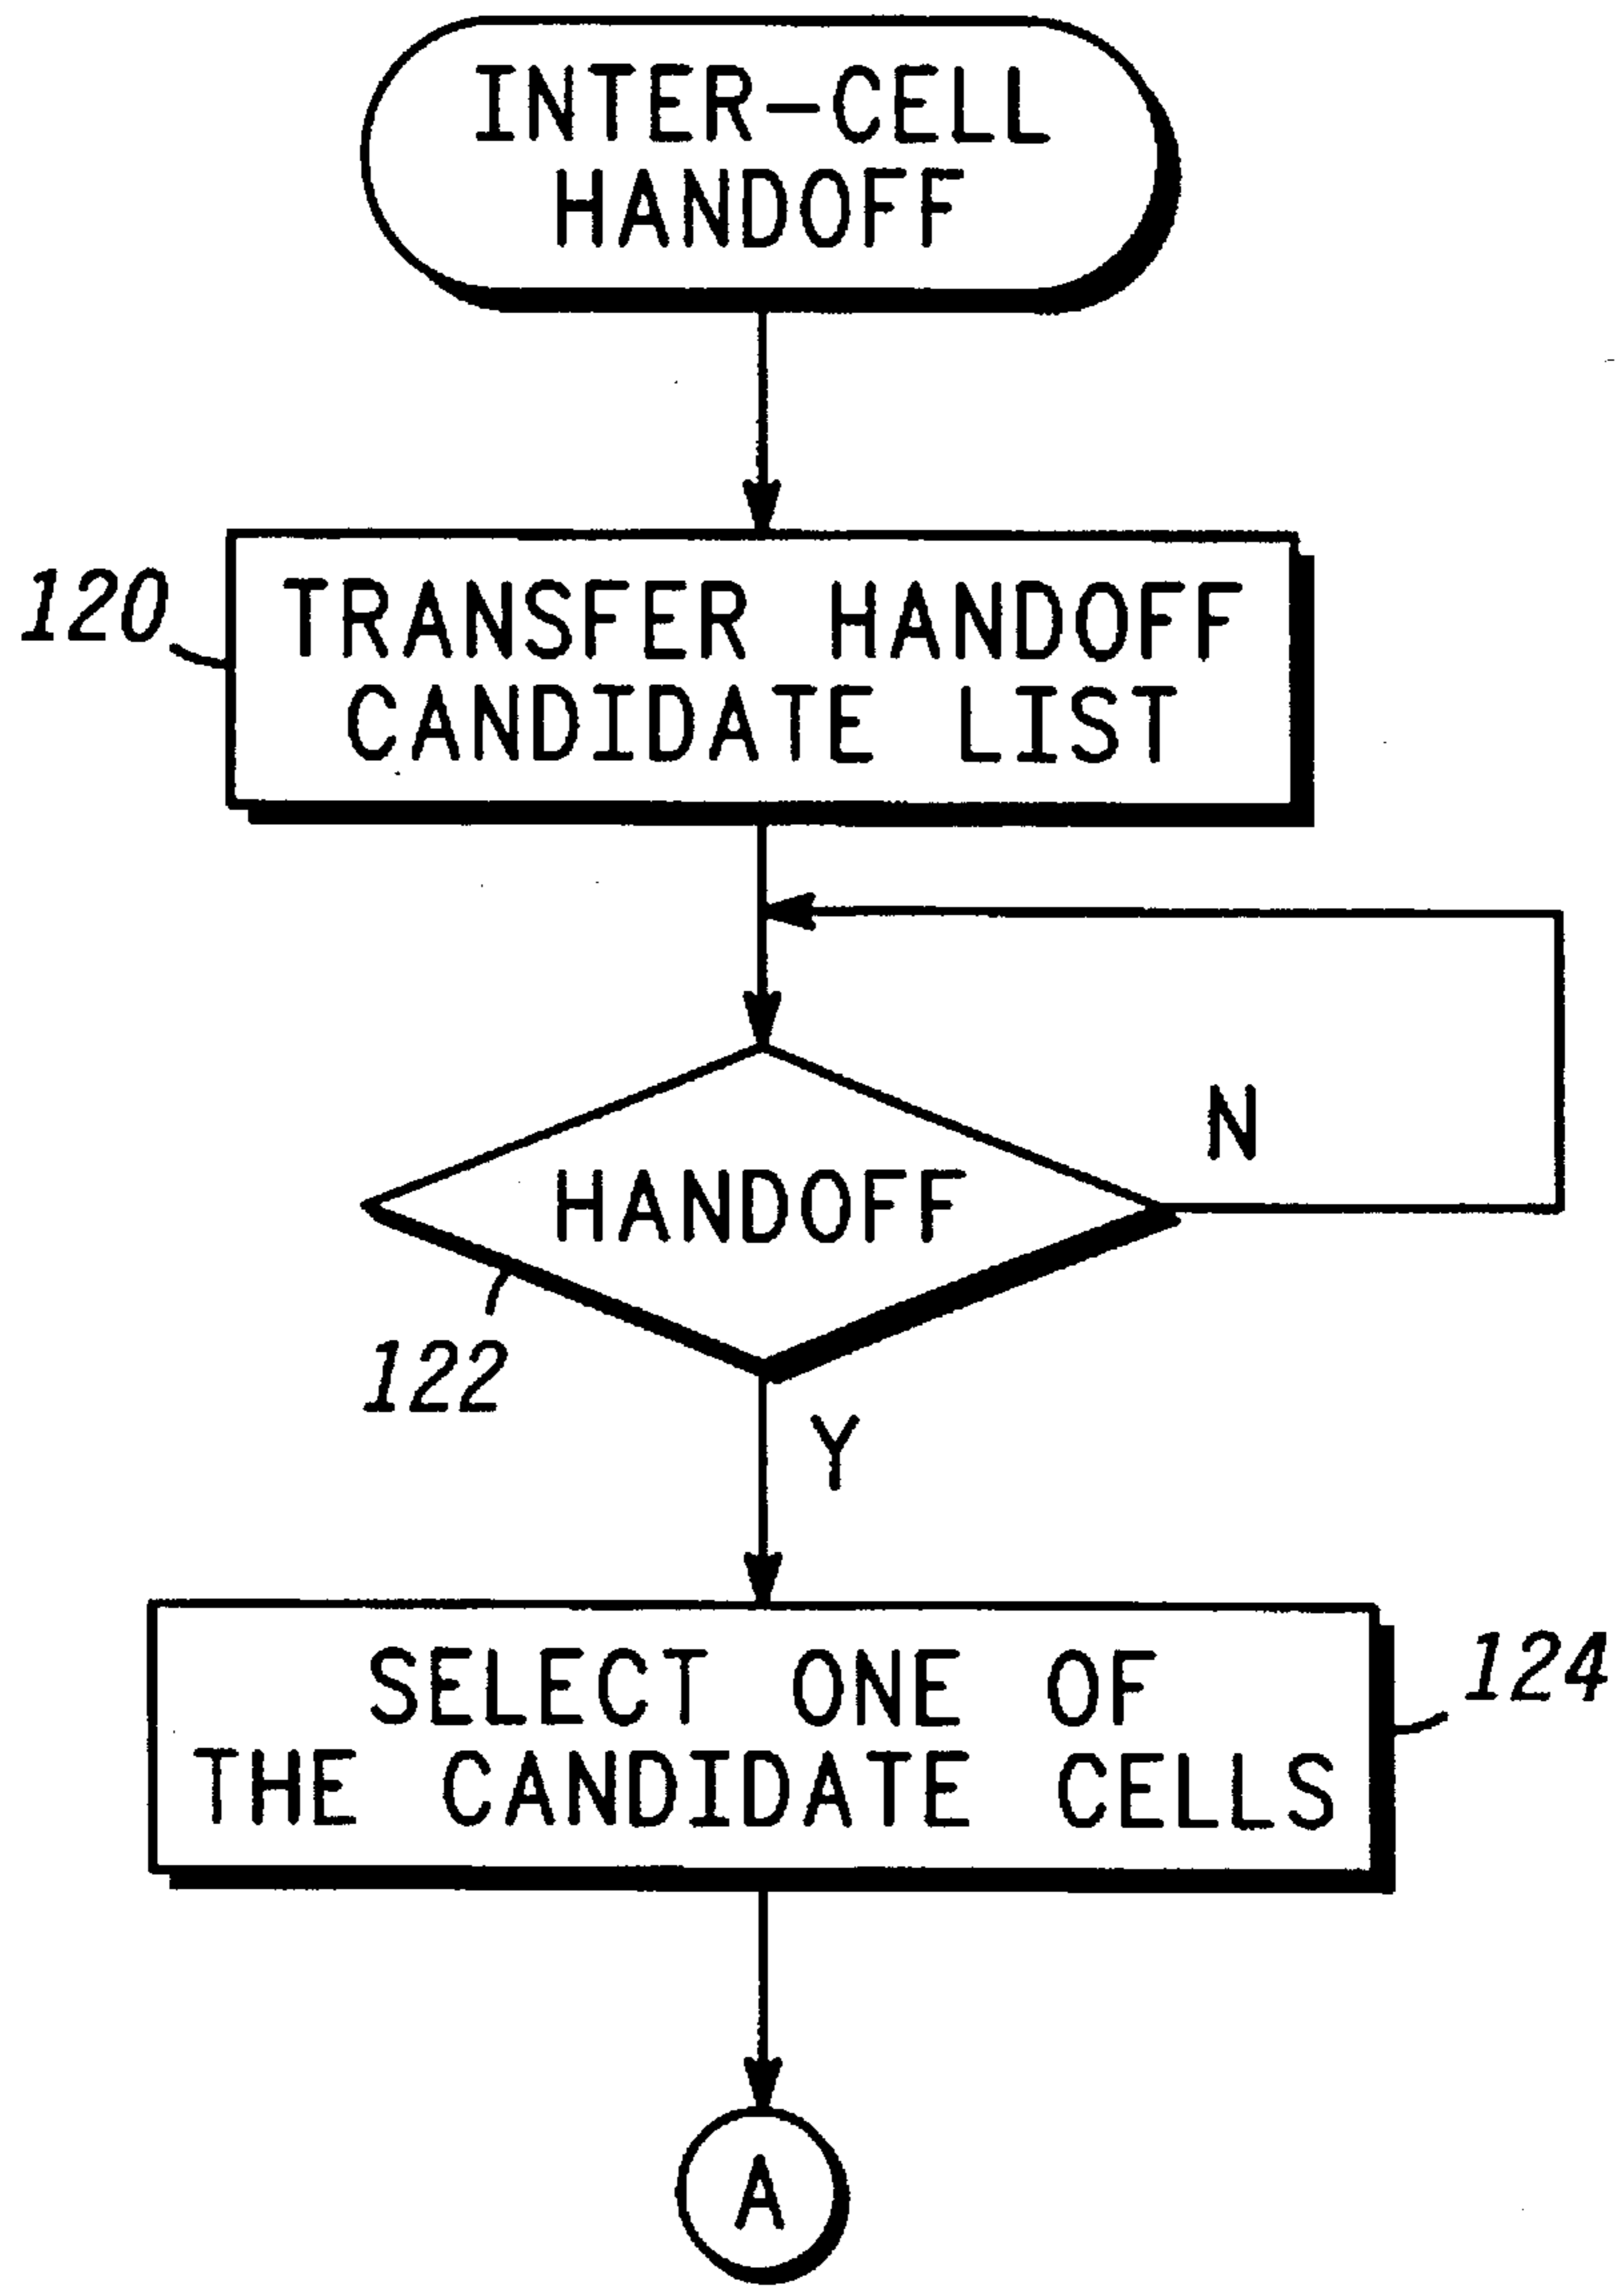 INTER-CELL
HANDOFF
120
TRANSFER HANDOFF
CANDIDATE LIST
N
HANDOFF
122
Y
SELECT ONE OF
THE CANDIDATE CELLS
124
A